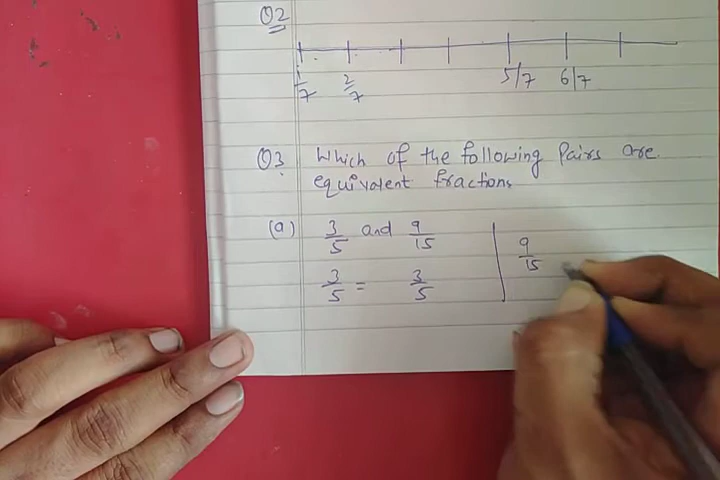 Q2
1/7 2/7 5/7 6/7
Q3 Which of the following Pairs are
equivalent fractions
(a) 3/5 and 9/15 | 9/15
3/5 = 3/5